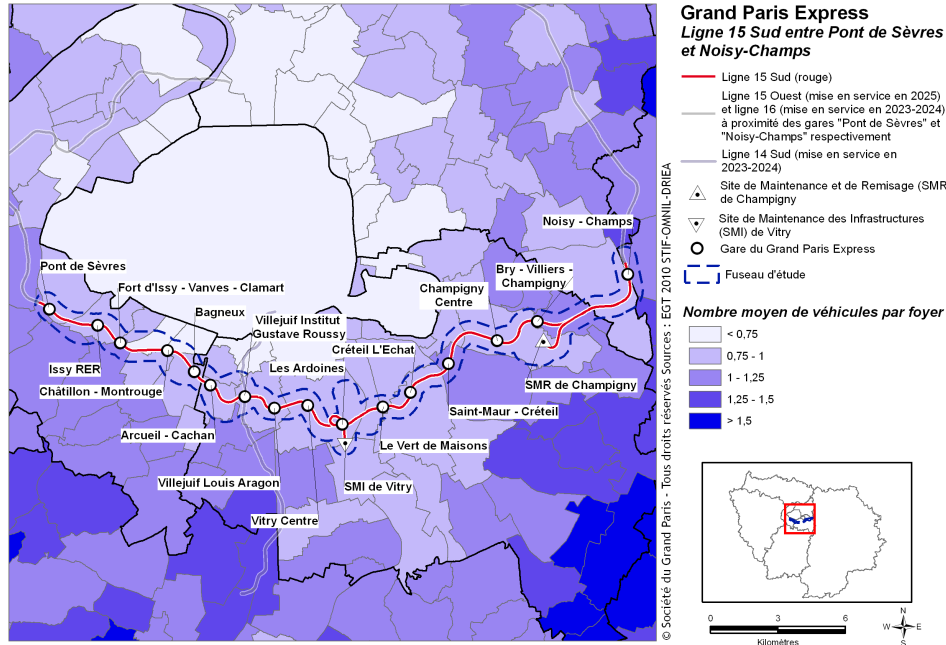 Grand Paris Express
Ligne 15 Sud entre Pont de Sèvres
et Noisy-Champs
Ligne 15 Sud (rouge)
Ligne 15 Ouest (mise en service en 2025)
et ligne 16 (mise en service en 2023-2024)
à proximité des gares "Pont de Sèvres" et
"Noisy-Champs" respectivement
Ligne 14 Sud (mise en service en
2023-2024)
Site de Maintenance et de Remisage (SMR
de Champigny
Site de Maintenance des Infrastructures
(SMI) de Vitry
Gare du Grand Paris Express
Fuseau d'étude
Nombre moyen de véhicules par foyer
< 0,75
0,75 - 1
1 - 1,25
1,25 - 1,5
> 1,5
0 3 6
Kilomètres
N
W E
S
© Société du Grand Paris - Tous droits réservés Sources : EGT 2010 STIF-OMNIL-DRIEA
Noisy - Champs
Pont de Sèvres
Bry - Villiers -
Champigny
Fort d'Issy - Vanves - Clamart
Champigny
Centre
Bagneux
Villejuif Institut
Gustave Roussy
Créteil L'Echat
Issy RER
Les Ardoines
SMR de Champigny
Châtillon - Montrouge
Saint-Maur - Créteil
Arcueil - Cachan
Le Vert de Maisons
Villejuif Louis Aragon
SMI de Vitry
Vitry Centre